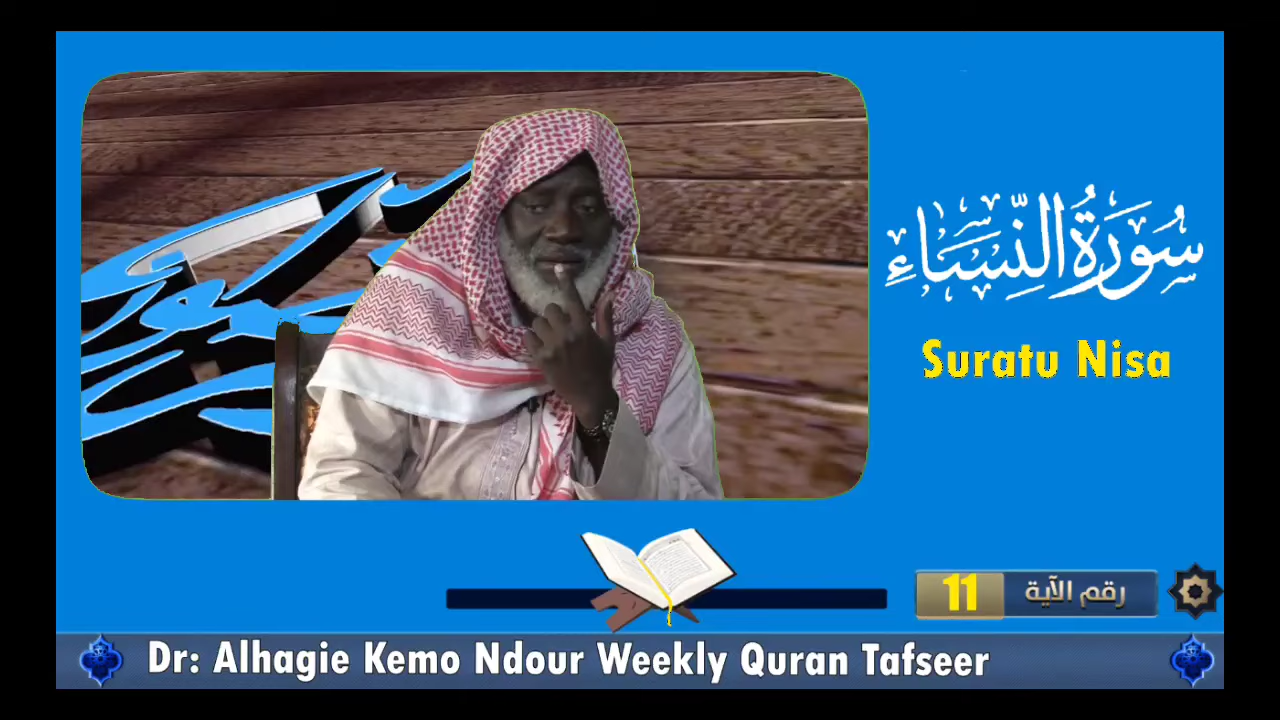 سُورَةُ النِّسَاءِ
Suratu Nisa
11 رقم الآية
Dr: Alhagie Kemo Ndour Weekly Quran Tafseer